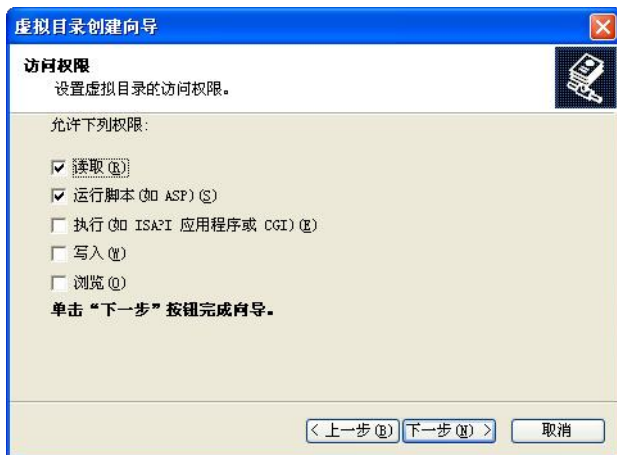 虚拟目录创建向导
访问权限
设置虚拟目录的访问权限。
允许下列权限:
读取(R)
运行脚本(如 ASP)(S)
执行(如 ISAPI 应用程序或 CGI)(E)
写入(W)
浏览(O)
单击“下一步”按钮完成向导。
< 上一步(B) 下一步(N) > 取消